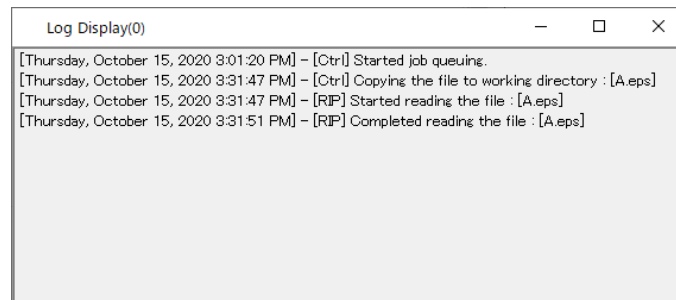 Log Display(0)
[Thursday, October 15, 2020 3:01:20 PM] - [Ctrl] Started job queuing.
[Thursday, October 15, 2020 3:31:47 PM] - [Ctrl] Copying the file to working directory : [A.eps]
[Thursday, October 15, 2020 3:31:47 PM] - [RIP] Started reading the file : [A.eps]
[Thursday, October 15, 2020 3:31:51 PM] - [RIP] Completed reading the file : [A.eps]